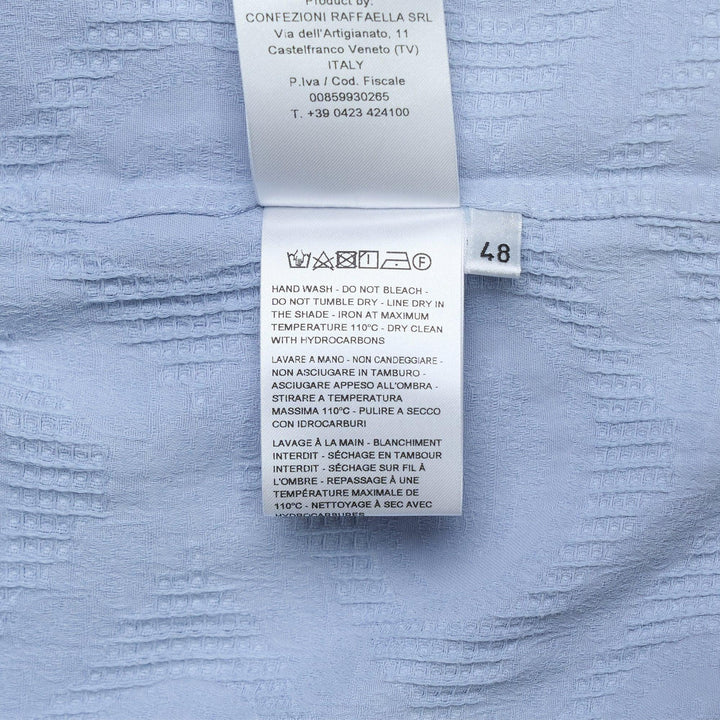 Product by:
CONFEZIONI RAFFAELLA SRL
Via dell'Artigianato, 11
Castelfranco Veneto (TV)
ITALY
P.Iva / Cod. Fiscale
00859930265
T. +39 0423 424100
48
HAND WASH - DO NOT BLEACH -
DO NOT TUMBLE DRY - LINE DRY IN
THE SHADE - IRON AT MAXIMUM
TEMPERATURE 110°C - DRY CLEAN
WITH HYDROCARBONS
LAVARE A MANO - NON CANDEGGIARE -
NON ASCIUGARE IN TAMBURO -
ASCIUGARE APPESO ALL'OMBRA -
STIRARE A TEMPERATURA
MASSIMA 110°C - PULIRE A SECCO
CON IDROCARBURI
LAVAGE À LA MAIN - BLANCHIMENT
INTERDIT - SÉCHAGE EN TAMBOUR
INTERDIT - SÉCHAGE SUR FIL À
L'OMBRE - REPASSAGE À UNE
TEMPÉRATURE MAXIMALE DE
110°C - NETTOYAGE À SEC AVEC
HYDROCARBURES